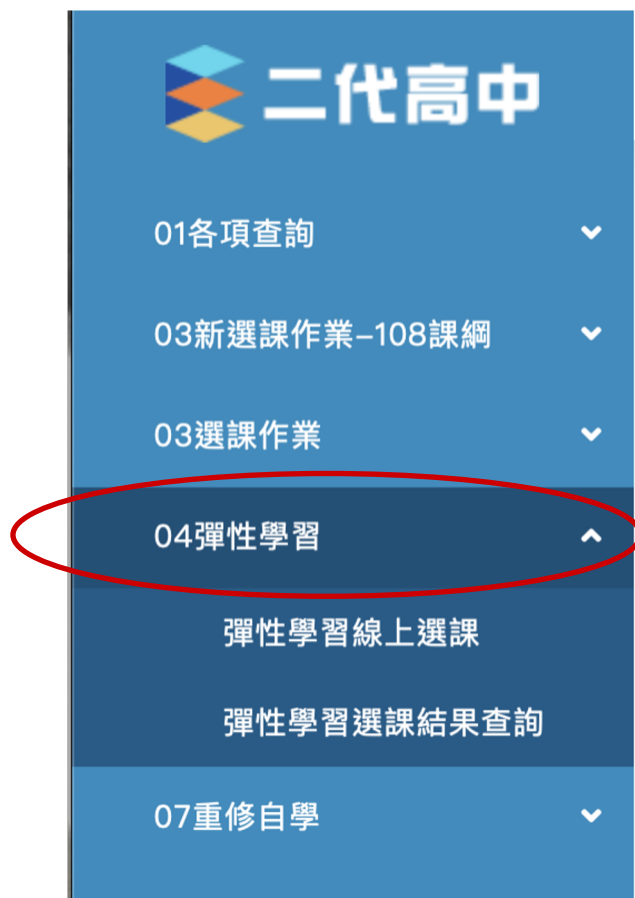 二代高中
01各項查詢
03新選課作業–108課綱
03選課作業
04彈性學習
彈性學習線上選課
彈性學習選課結果查詢
07重修自學